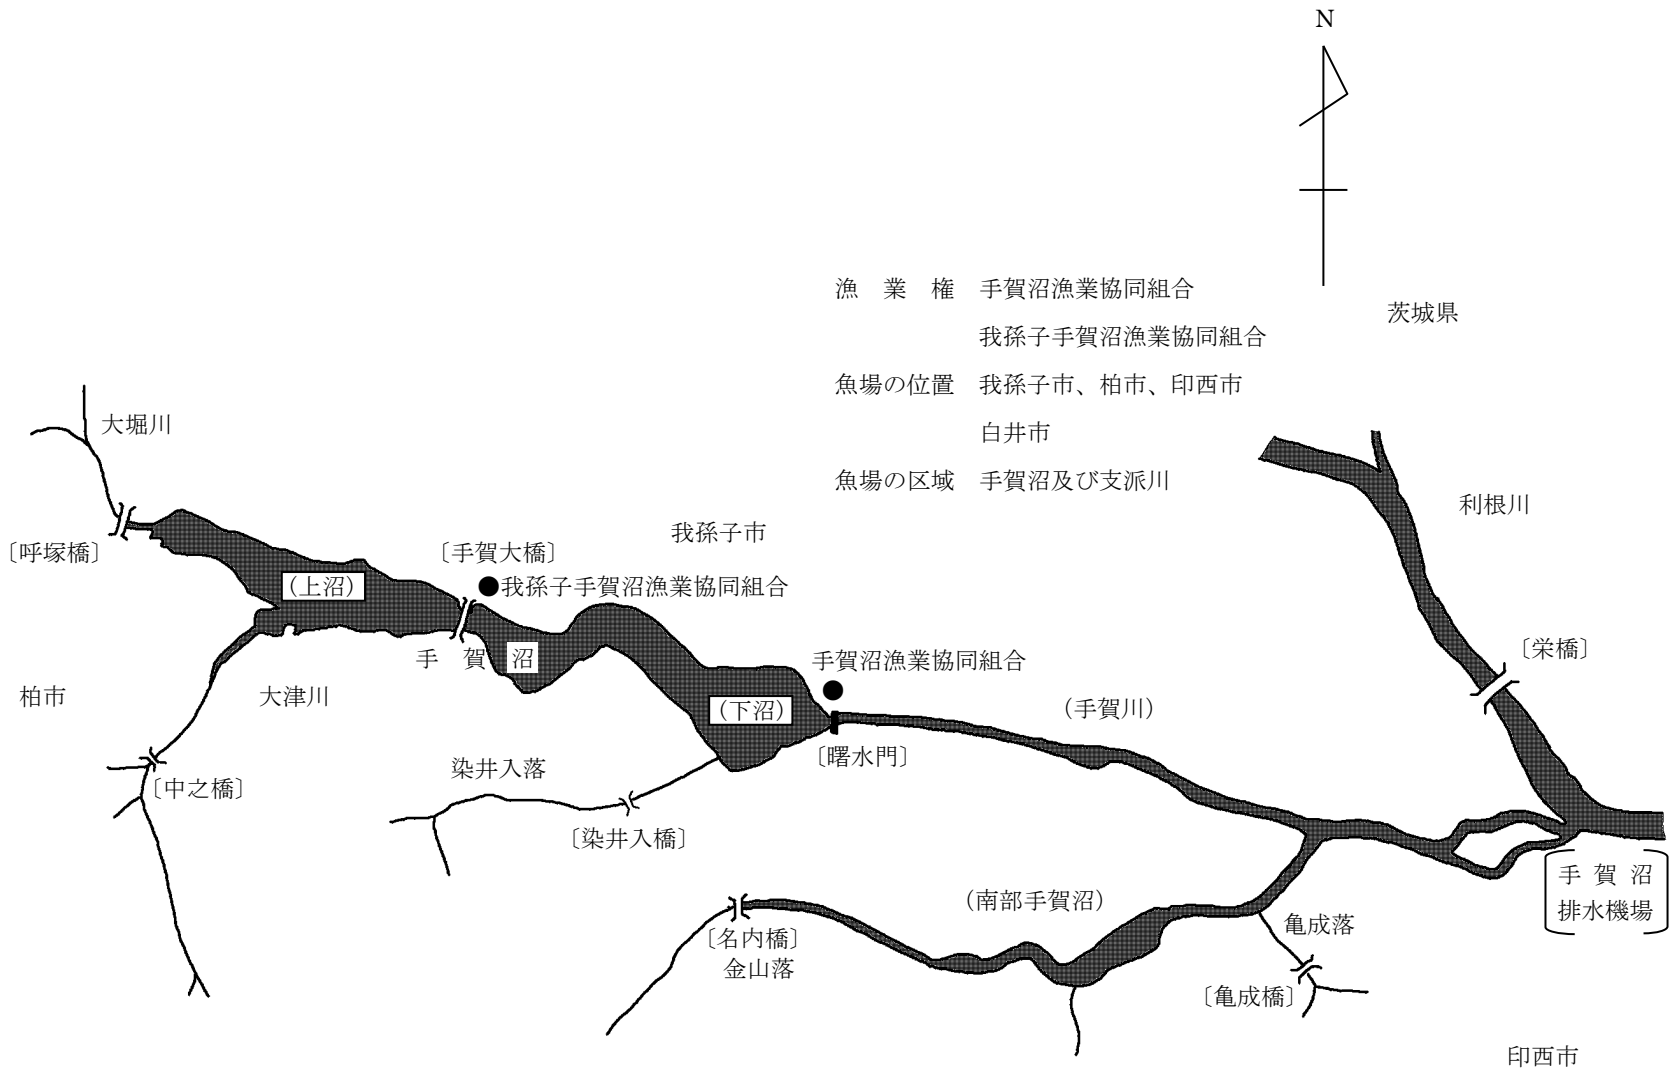 N
漁　業　権　手賀沼漁業協同組合
我孫子手賀沼漁業協同組合
魚場の位置　我孫子市、柏市、印西市
白井市
魚場の区域　手賀沼及び支派川
茨城県
大堀川
利根川
我孫子市
〔呼塚橋〕
〔手賀大橋〕
（上沼）
我孫子手賀沼漁業協同組合
手　賀　沼
手賀沼漁業協同組合
〔栄橋〕
柏市
大津川
（下沼）
（手賀川）
〔曙水門〕
染井入落
〔中之橋〕
〔染井入橋〕
手　賀　沼
排水機場
（南部手賀沼）
亀成落
〔名内橋〕
金山落
〔亀成橋〕
印西市